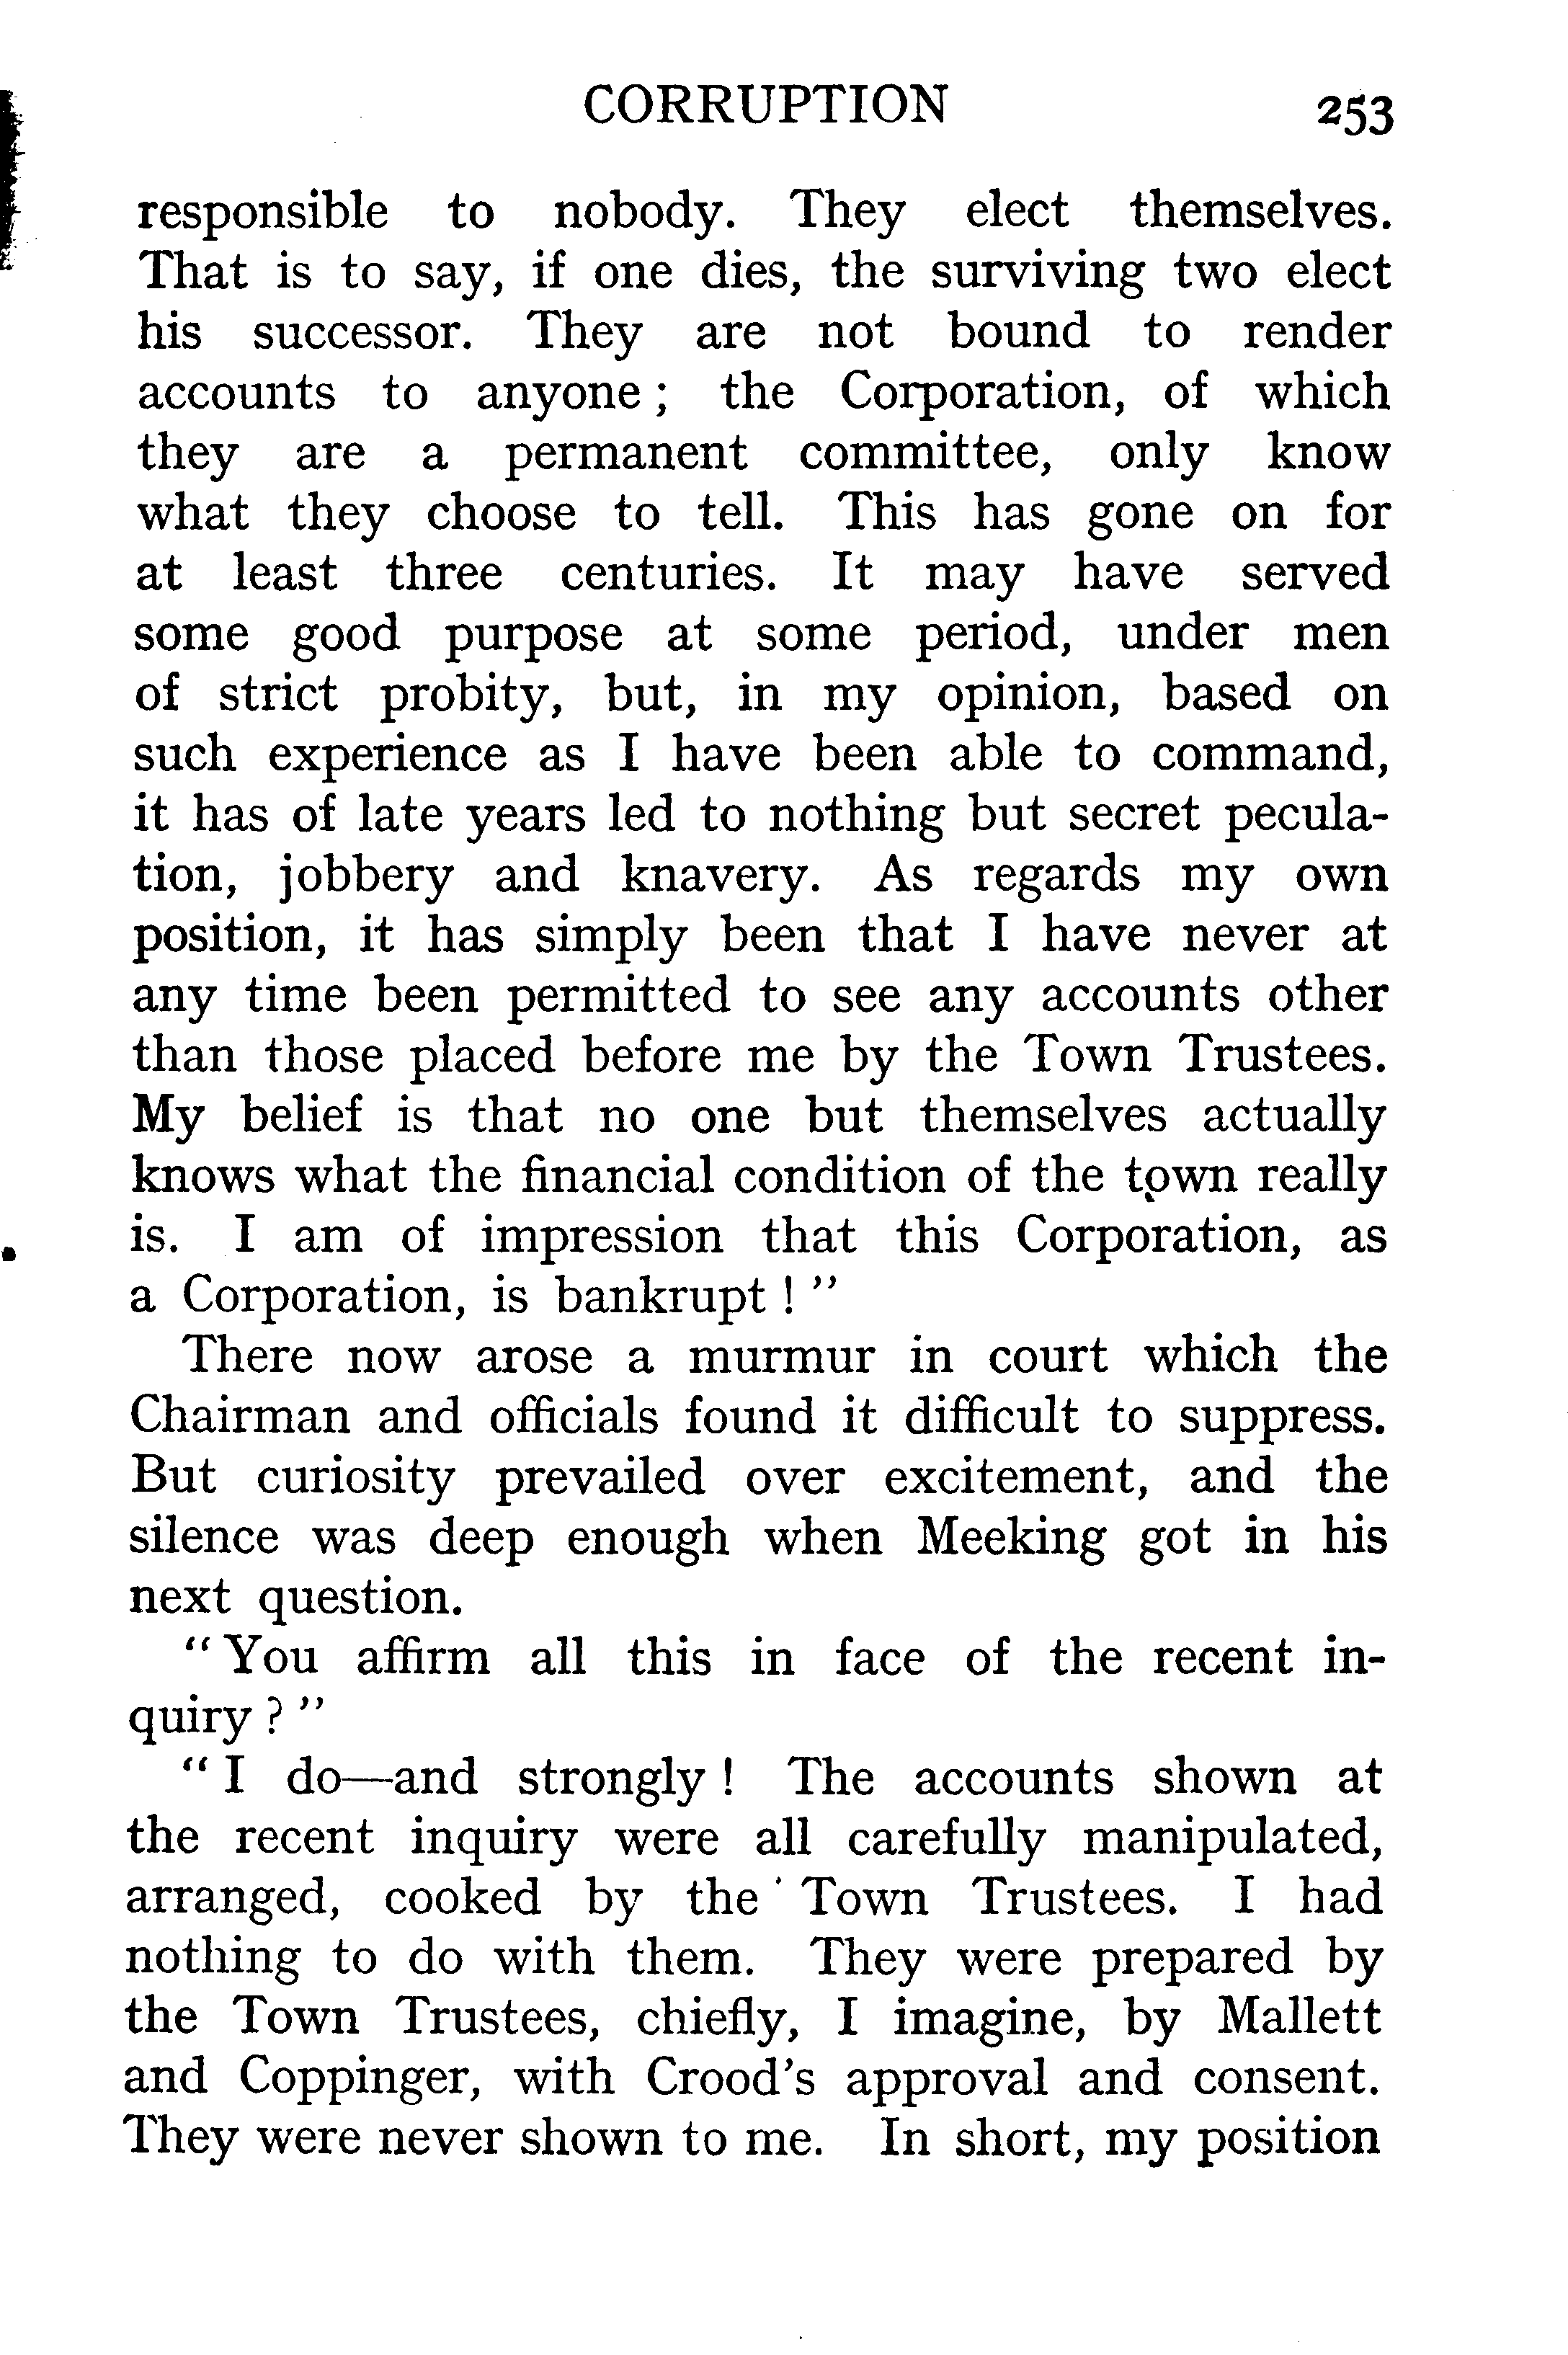 CORRUPTION 253
responsible to nobody. They elect themselves.
That is to say, if one dies, the surviving two elect
his successor. They are not bound to render
accounts to anyone ; the Corporation, of which
they are a permanent committee, only know
what they choose to tell. This has gone on for
at least three centuries. It may have served
some good purpose at some period, under men
of strict probity, but, in my opinion, based on
such experience as I have been able to command,
it has of late years led to nothing but secret pecula-
tion, jobbery and knavery. As regards my own
position, it has simply been that I have never at
any time been permitted to see any accounts other
than those placed before me by the Town Trustees.
My belief is that no one but themselves actually
knows what the financial condition of the town really
is. I am of impression that this Corporation, as
a Corporation, is bankrupt ! ”
There now arose a murmur in court which the
Chairman and officials found it difficult to suppress.
But curiosity prevailed over excitement, and the
silence was deep enough when Meeking got in his
next question.
“ You affirm all this in face of the recent in-
quiry ? ”
“ I do—and strongly ! The accounts shown at
the recent inquiry were all carefully manipulated,
arranged, cooked by the Town Trustees. I had
nothing to do with them. They were prepared by
the Town Trustees, chiefly, I imagine, by Mallett
and Coppinger, with Crood's approval and consent.
They were never shown to me. In short, my position